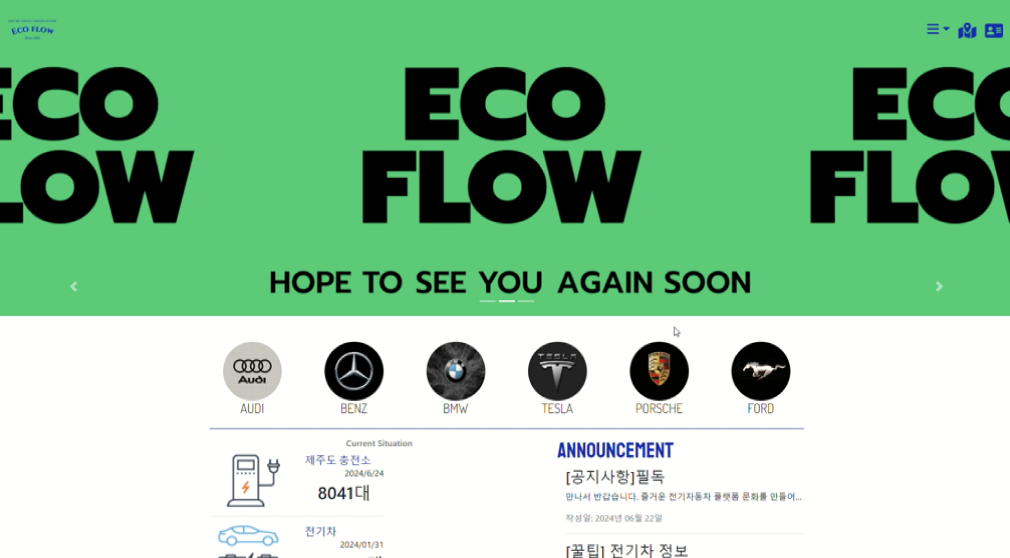 ECO FLOW
ECO
ECO
ECO
FLOW
FLOW
FLOW
HOPE TO SEE YOU AGAIN SOON
AUDI
BENZ
BMW
TESLA
PORSCHE
FORD
Audi
TESLA
Current Situation
제주도 충전소
2024/6/24
8041대
전기차
2024/01/31
ANNOUNCEMENT
[공지사항]필독
만나서 반갑습니다. 즐거운 전기자동차 플랫폼 문화를 만들어...
작성일: 2024년 06월 22일
[꿀팁] 전기차 정보